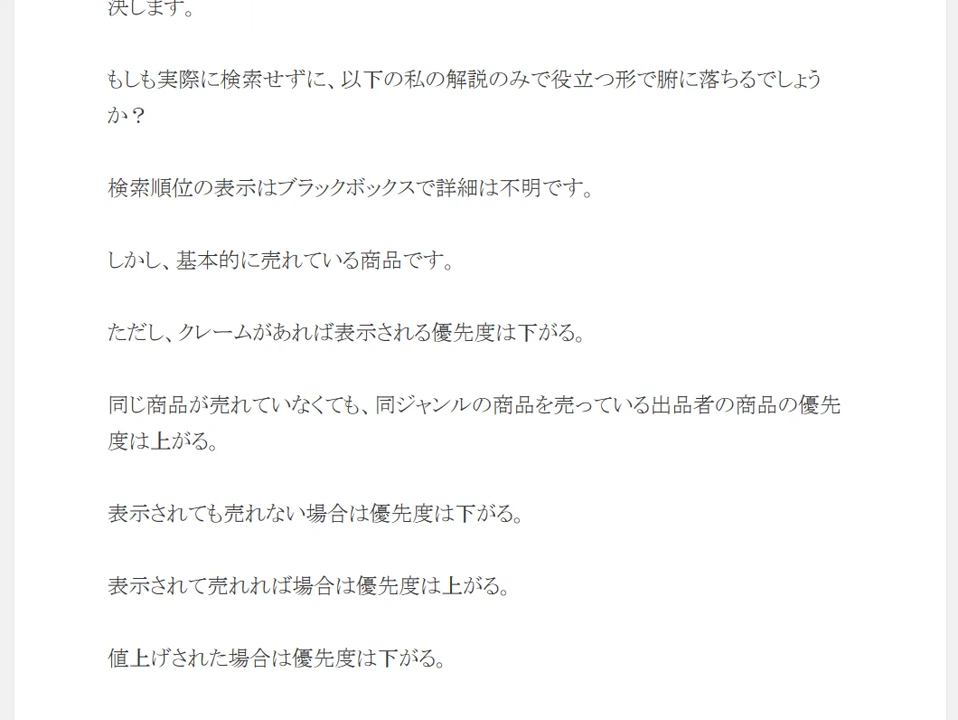 決します。
もしも実際に検索せずに、以下の私の解説のみで役立つ形で腑に落ちるでしょう
か？
検索順位の表示はブラックボックスで詳細は不明です。
しかし、基本的に売れている商品です。
ただし、クレームがあれば表示される優先度は下がる。
同じ商品が売れていなくても、同ジャンルの商品を売っている出品者の商品の優先
度は上がる。
表示されても売れない場合は優先度は下がる。
表示されて売れれば場合は優先度は上がる。
値上げされた場合は優先度は下がる。